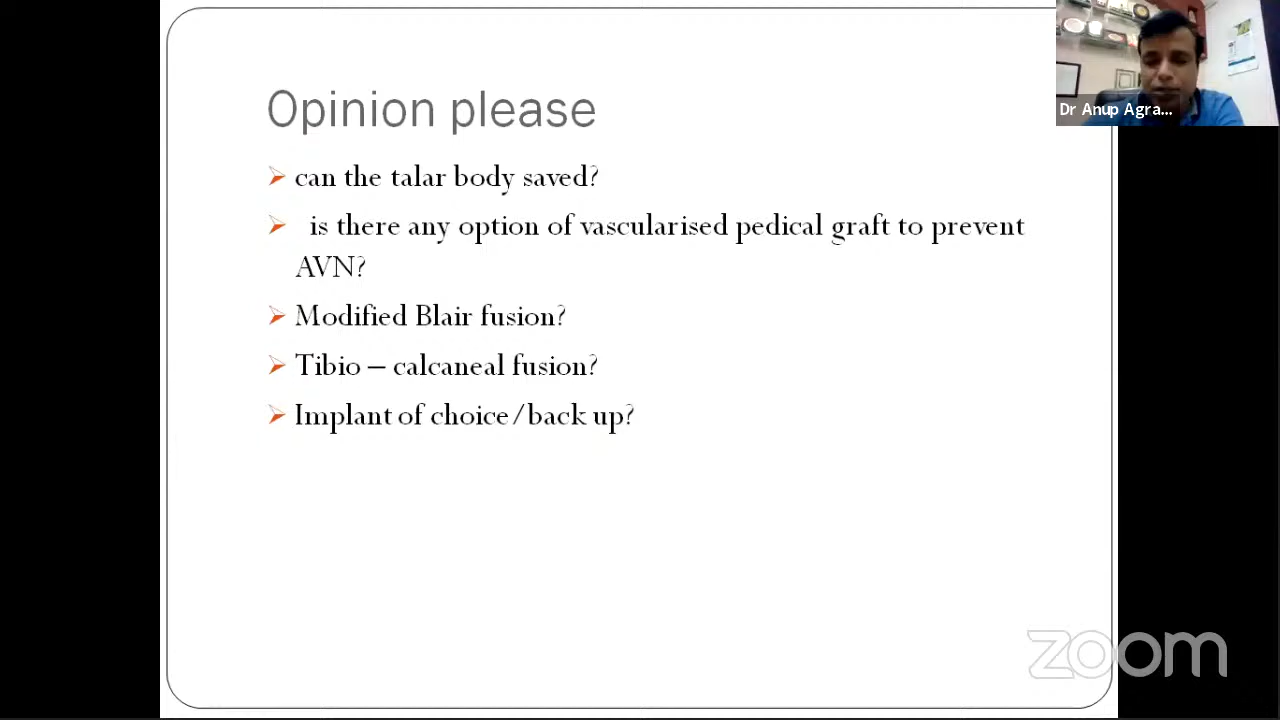 Opinion please
can the talar body saved?
is there any option of vascularised pedical graft to prevent
AVN?
Modified Blair fusion?
Tibio – calcaneal fusion?
Implant of choice/back up?
Dr Anup Agra...
zoom